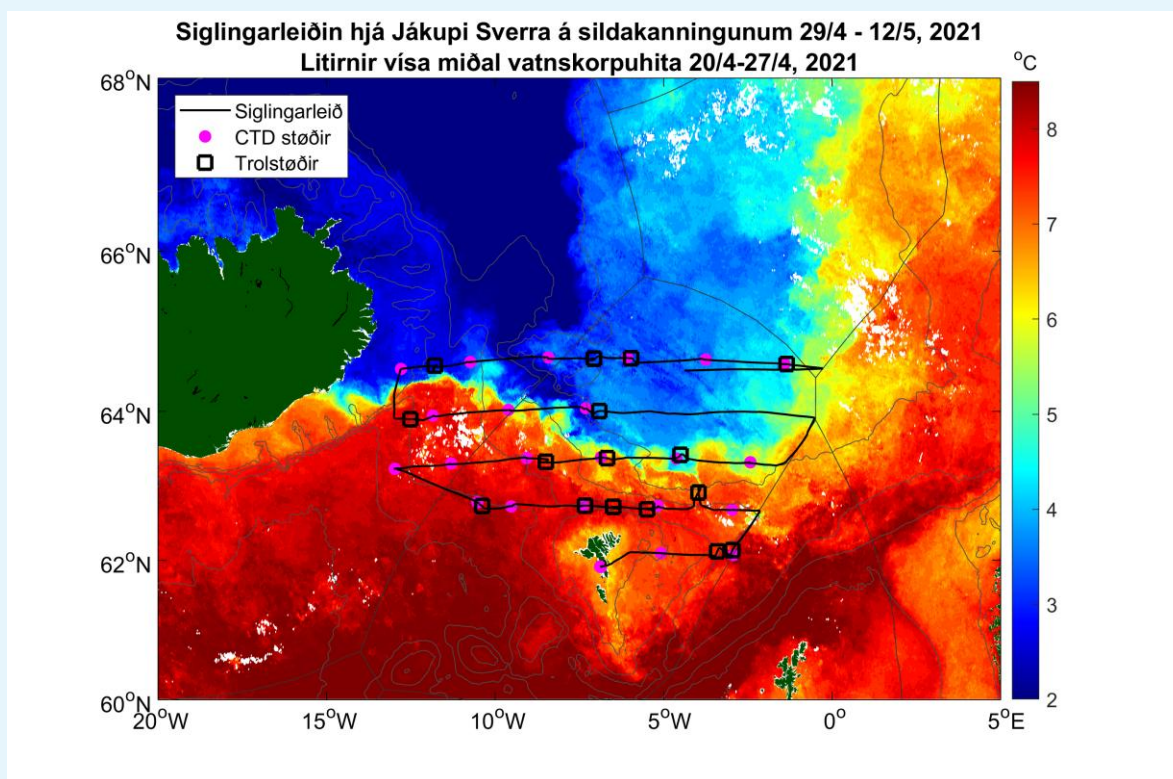 Siglingarleiðin hjá Jákupi Sverra á sildakanningunum 29/4 - 12/5, 2021
Litirnir vísa miðal vatnskorpuhita 20/4-27/4, 2021
°C
Siglingarleið
CTD støðir
Trolstøðir
68°N
66°N
64°N
62°N
60°N
20°W
15°W
10°W
5°W
0°
5°E
8
7
6
5
4
3
2